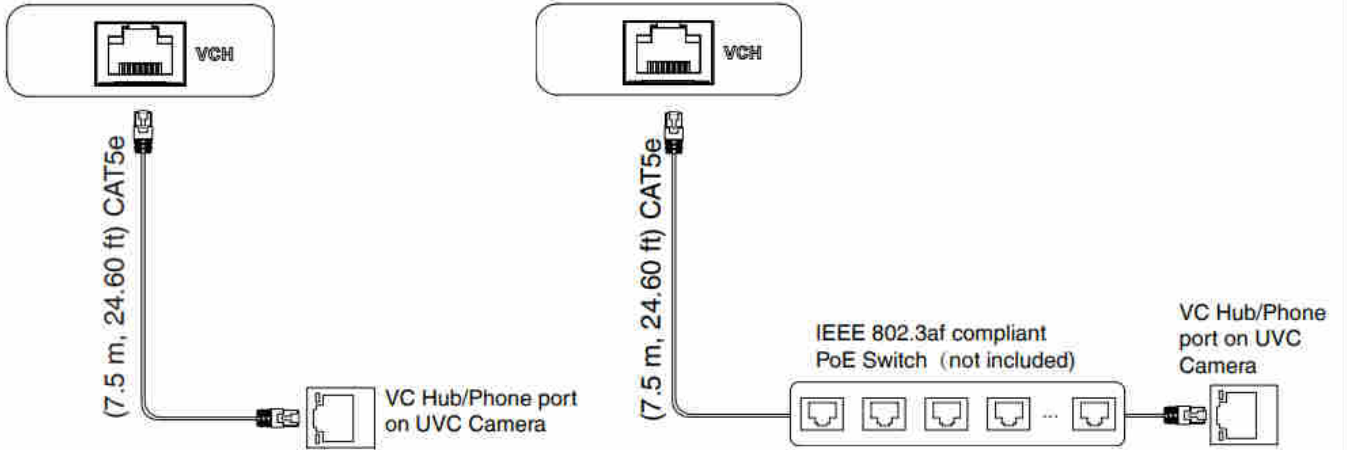 VCH
(7.5 m, 24.60 ft) CAT5e
VC Hub/Phone port
on UVC Camera
VCH
(7.5 m, 24.60 ft) CAT5e
IEEE 802.3af compliant
PoE Switch（not included)
...
VC Hub/Phone
port on UVC
Camera